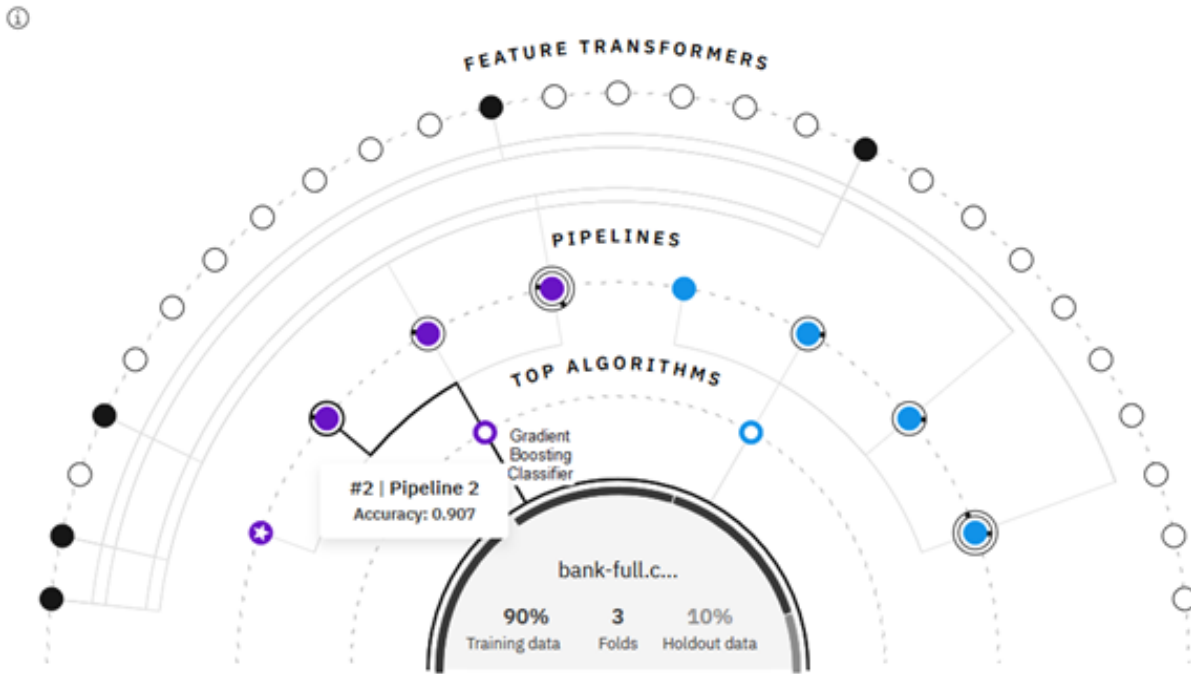 FEATURE TRANSFORMERS
PIPELINES
TOP ALGORITHMS
Gradient
Boosting
Classifier
#2 | Pipeline 2
Accuracy: 0.907
bank-full.c...
90% 3 10%
Training data Folds Holdout data